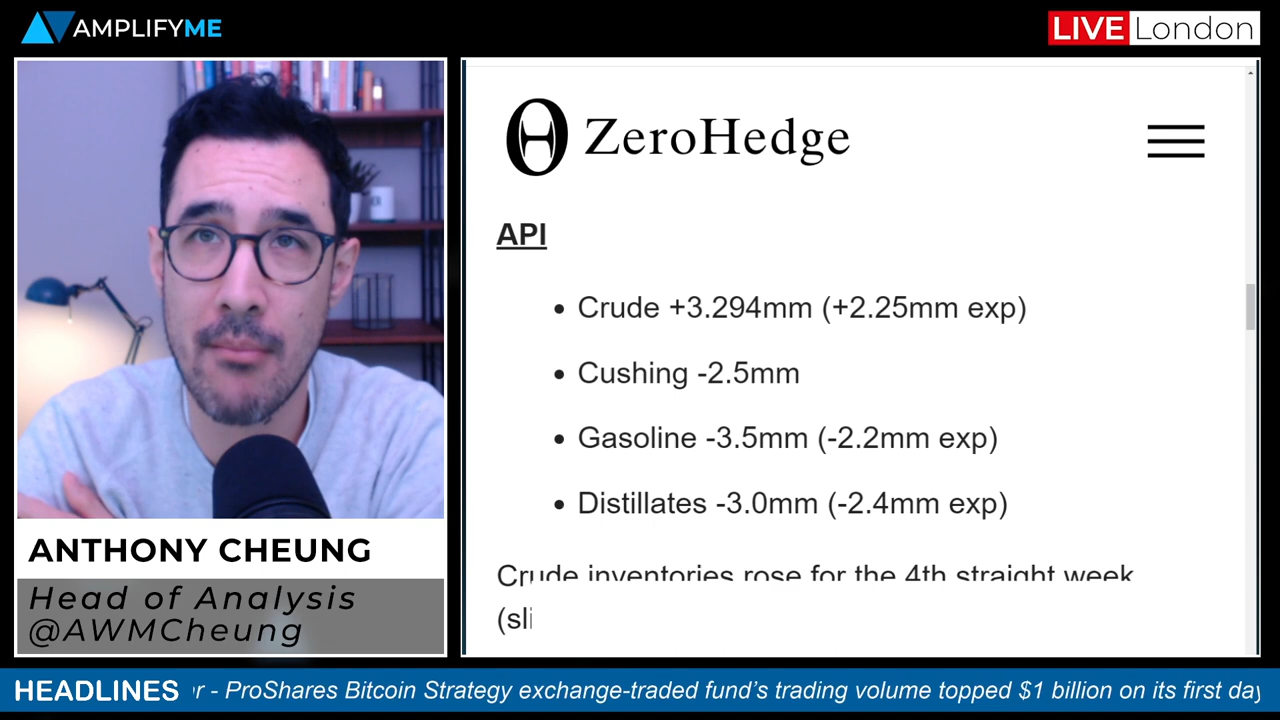 AMPLIFYME
LIVE London
ZeroHedge
API
• Crude +3.294mm (+2.25mm exp)
• Cushing -2.5mm
• Gasoline -3.5mm (-2.2mm exp)
• Distillates -3.0mm (-2.4mm exp)
Crude inventories rose for the 4th straight week
(sli
ANTHONY CHEUNG
Head of Analysis
@AWMCheung
HEADLINES r - ProShares Bitcoin Strategy exchange-traded fund's trading volume topped $1 billion on its first day